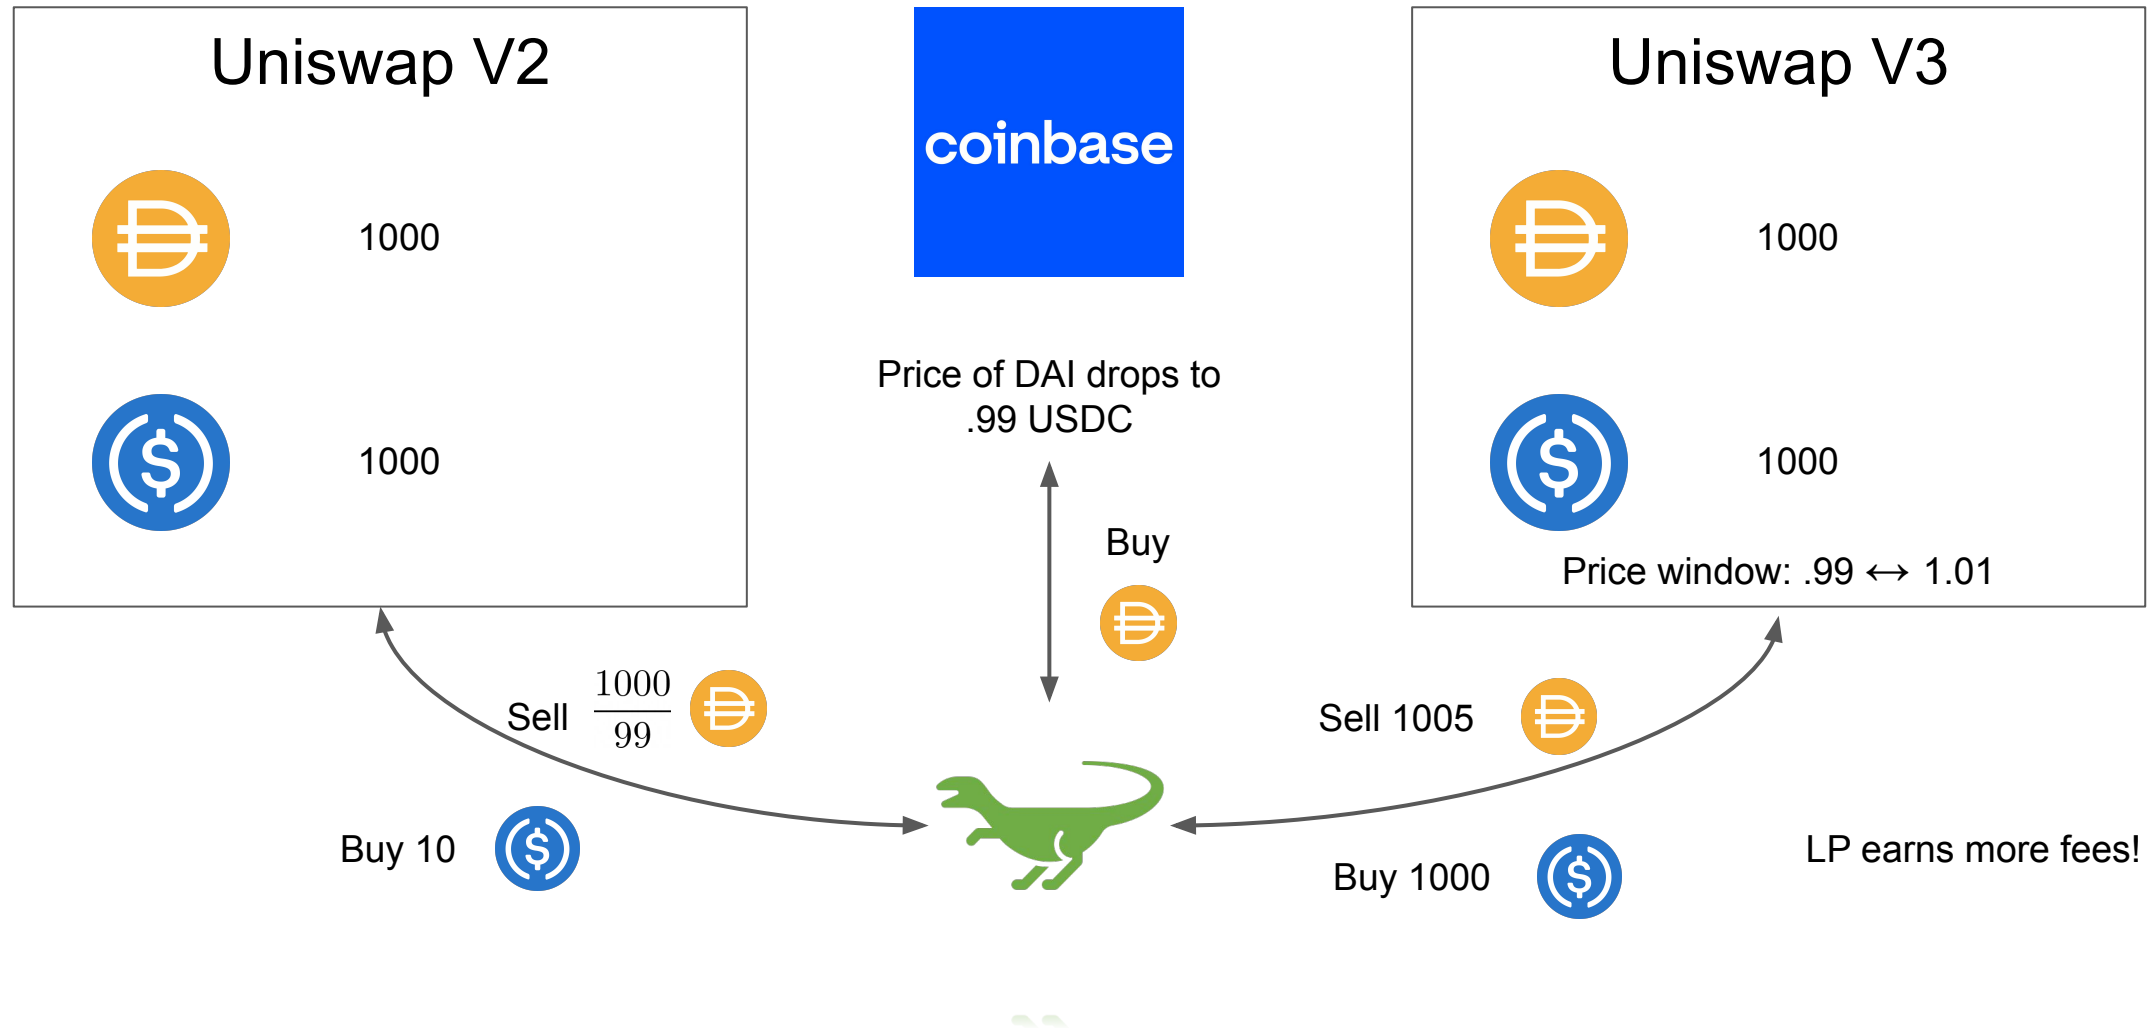 Uniswap V2
1000
1000
coinbase
Price of DAI drops to
.99 USDC
Buy
Uniswap V3
1000
1000
Price window: .99 ↔ 1.01
Sell 1000/99
Buy 10
Sell 1005
Buy 1000
LP earns more fees!